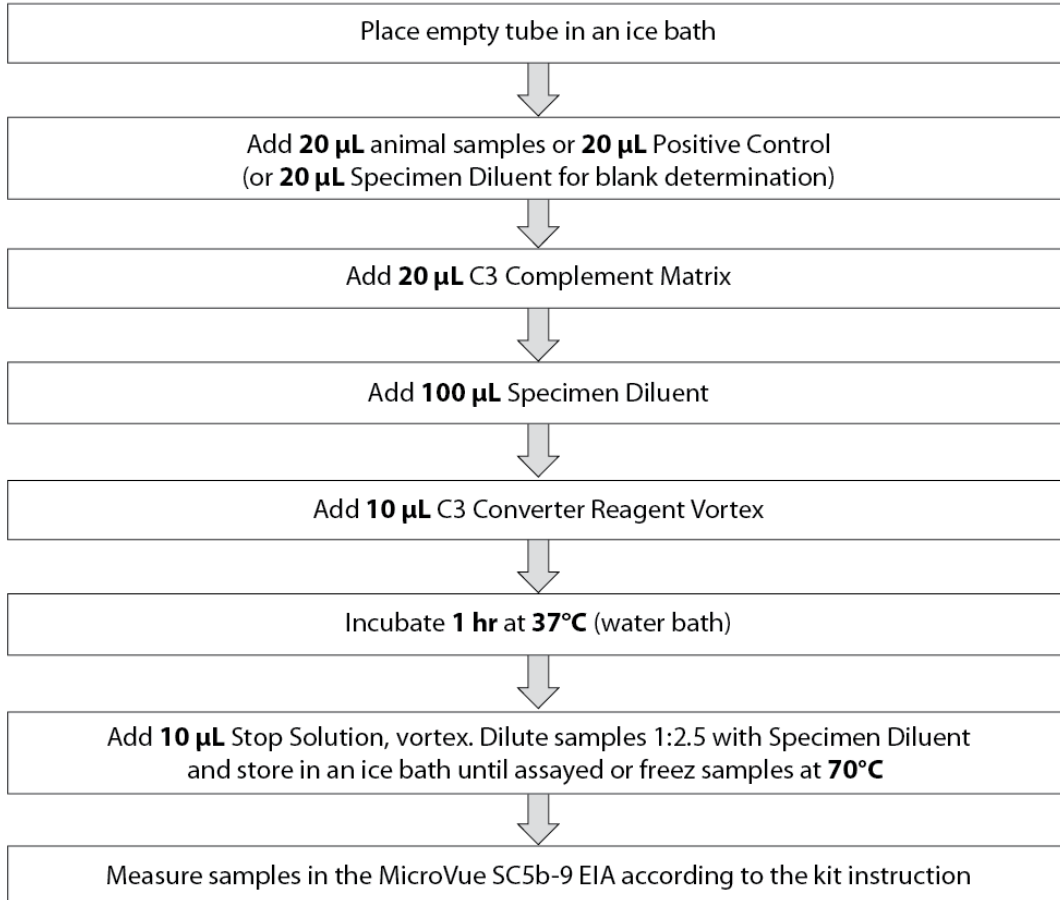 Place empty tube in an ice bath
Add 20 µL animal samples or 20 µL Positive Control
(or 20 µL Specimen Diluent for blank determination)
Add 20 µL C3 Complement Matrix
Add 100 µL Specimen Diluent
Add 10 µL C3 Converter Reagent Vortex
Incubate 1 hr at 37°C (water bath)
Add 10 µL Stop Solution, vortex. Dilute samples 1:2.5 with Specimen Diluent
and store in an ice bath until assayed or freez samples at 70°C
Measure samples in the MicroVue SC5b-9 EIA according to the kit instruction